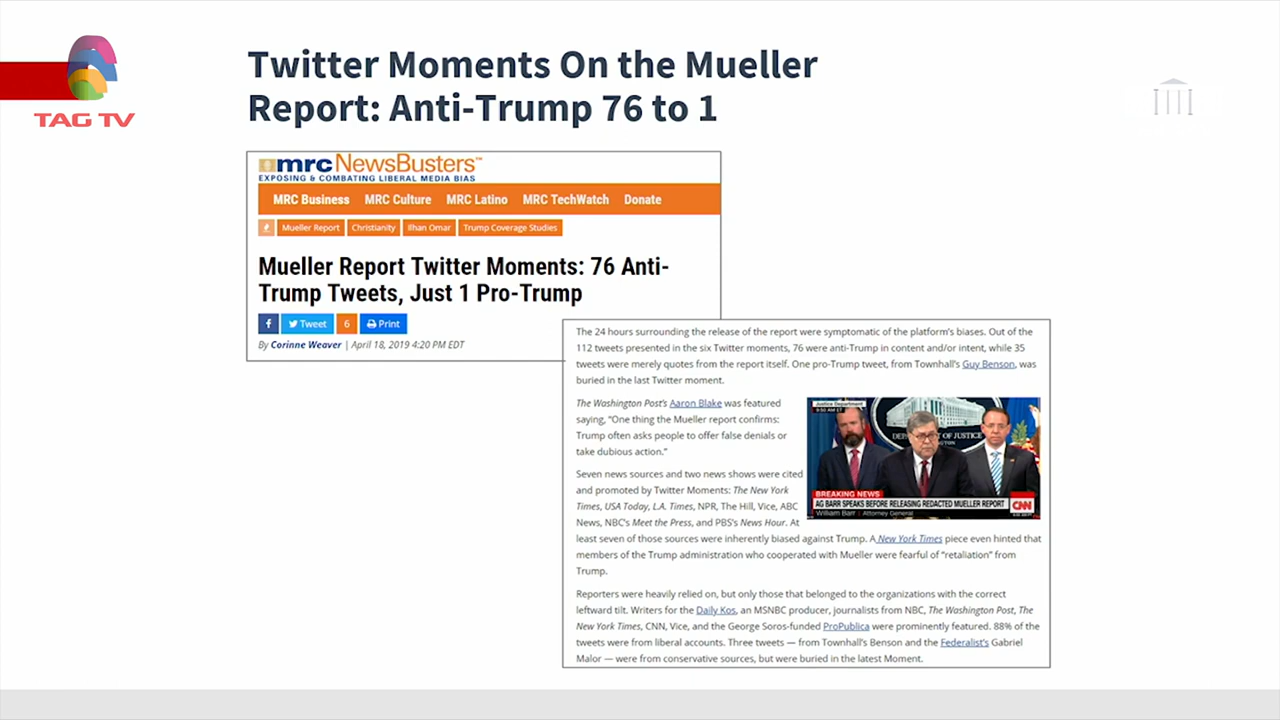 TAG TV
Twitter Moments On the Mueller
Report: Anti-Trump 76 to 1
mrcNewsBusters™
EXPOSING & COMBATING LIBERAL MEDIA BIAS
MRC Business MRC Culture MRC Latino MRC TechWatch Donate
Mueller Report Christianity Ilhan Omar Trump Coverage Studies
Mueller Report Twitter Moments: 76 Anti-
Trump Tweets, Just 1 Pro-Trump
f Tweet 6 Print
By Corinne Weaver | April 18, 2019 4:20 PM EDT
The 24 hours surrounding the release of the report were symptomatic of the platform's biases. Out of the
112 tweets presented in the six Twitter moments, 76 were anti-Trump in content and/or intent, while 35
tweets were merely quotes from the report itself. One pro-Trump tweet, from Townhall's Guy Benson, was
buried in the last Twitter moment.
The Washington Post's Aaron Blake was featured
saying, "One thing the Mueller report confirms:
Trump often asks people to offer false denials or
take dubious action."
Seven news sources and two news shows were cited
and promoted by Twitter Moments: The New York
Times, USA Today, L.A. Times, NPR, The Hill, Vice, ABC
News, NBC's Meet the Press, and PBS's News Hour. At
least seven of those sources were inherently biased against Trump. A New York Times piece even hinted that
members of the Trump administration who cooperated with Mueller were fearful of "retaliation" from
Trump.
Reporters were heavily relied on, but only those that belonged to the organizations with the correct
leftward tilt. Writers for the Daily Kos, an MSNBC producer, journalists from NBC, The Washington Post, The
New York Times, CNN, Vice, and the George Soros-funded ProPublica were prominently featured. 88% of the
tweets were from liberal accounts. Three tweets — from Townhall's Benson and the Federalist's Gabriel
Malor — were from conservative sources, but were buried in the latest Moment.
Justice Department
9:50 AM ET
DEPARTMENT OF JUSTICE
BREAKING NEWS
AG BARR SPEAKS BEFORE RELEASING REDACTED MUELLER REPORT
William Barr | Attorney General
CNN